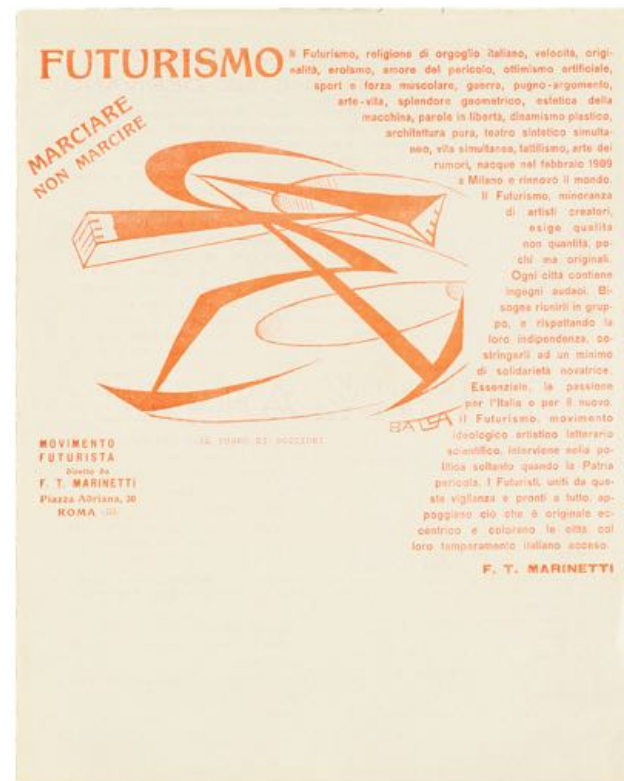 FUTURISMO
Il Futurismo, religione di orgoglio italiano, velocità, origi-
nalità, eroismo, amore del pericolo, ottimismo artificiale,
sport e forza muscolare, guerra, pugno-argomento,
arte-vita, splendore geometrico, estetica della
macchina, parole in libertà, dinamismo plastico,
architettura pura, teatro sintetico simulta-
neo, vita simultanea, tattilismo, arte dei
rumori, nacque nel febbraio 1909
a Milano e rinnovò il mondo.
Il Futurismo, minoranza
di artisti creatori,
esige qualità
non quantità, po-
chi ma originali.
Ogni città contiene
ingegni audaci. Bi-
sogna riunirli in grup-
po, e rispettando la
loro indipendenza, co-
stringerli ad un minimo
di solidarietà novatrice.
Essenziale, la passione
per l'Italia e per il nuovo.
Il Futurismo, movimento
ideologico artistico letterario
scientifico, interviene nella po-
litica soltanto quando la Patria
pericola. I Futuristi, uniti da que-
sta vigilanza e pronti a tutto, ap-
poggiano ciò che è originale ec-
centrico e colorano le città col
loro temperamento italiano acceso.
F. T. MARINETTI
MARCIARE
NON MARCIRE
BALLA
PUGNO DI BOCCIONI
MOVIMENTO
FUTURISTA
diretto da
F. T. MARINETTI
Piazza Adriana, 30
ROMA